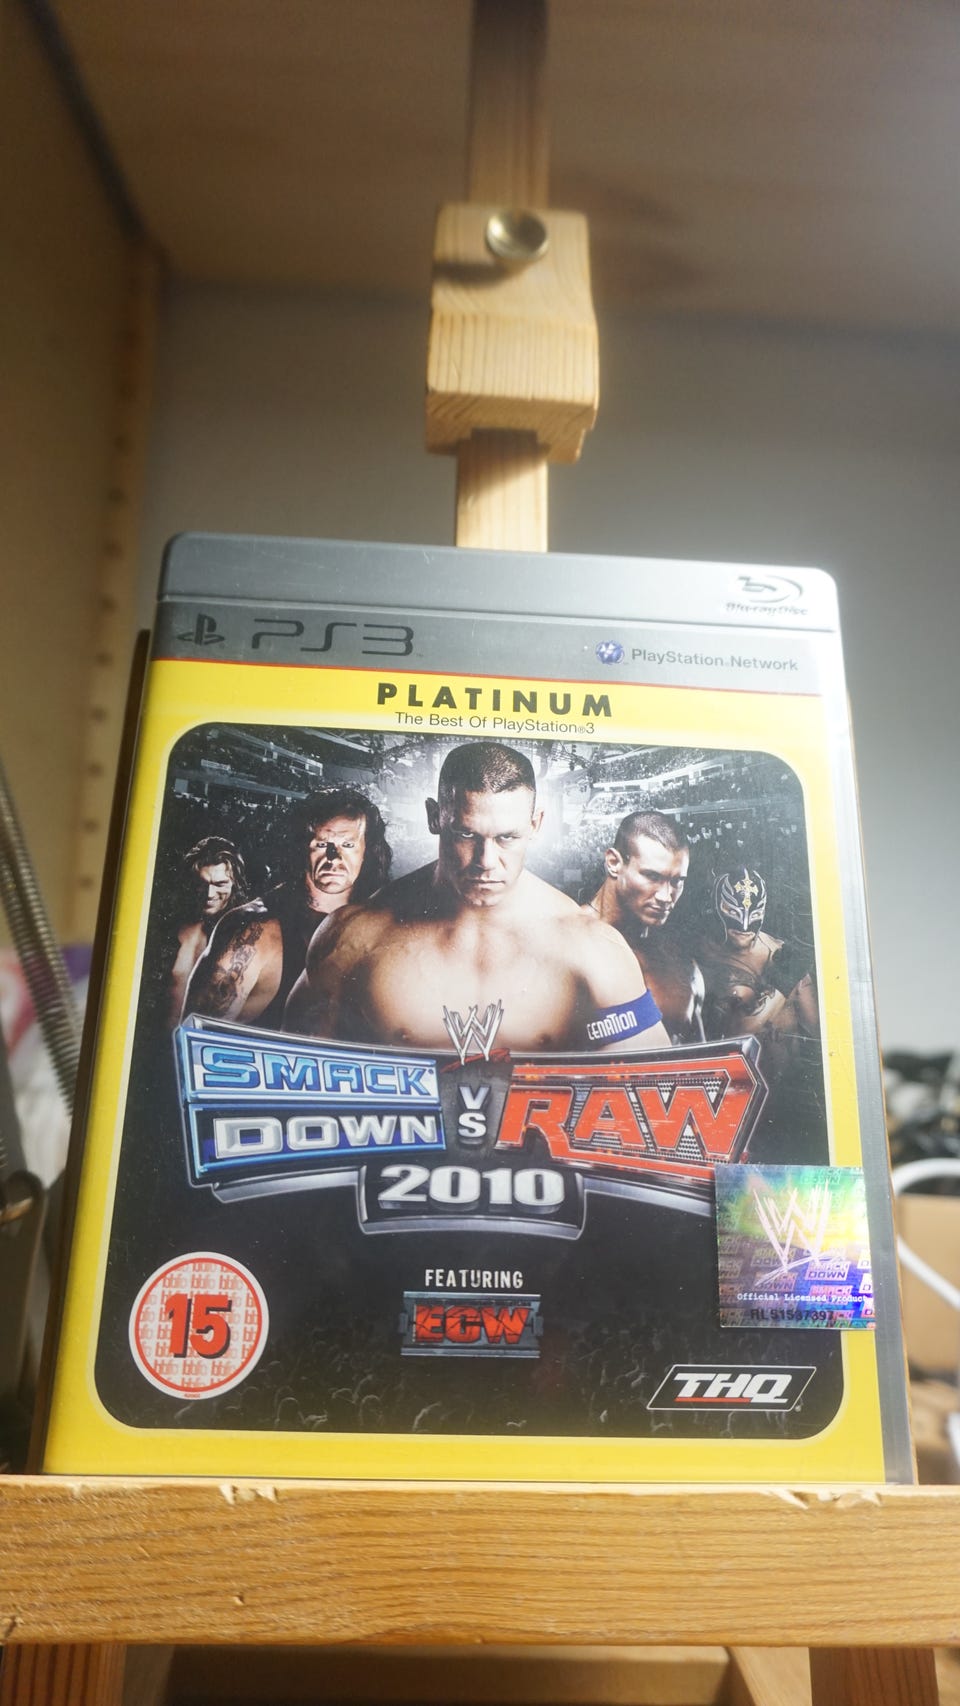 Blu-ray Disc
PS3
PlayStation®Network
PLATINUM
The Best Of PlayStation®3
CENATION
W
SMACK
DOWN
VS
RAW
2010
FEATURING
ECW
15
THQ
W
Official Licensed Product